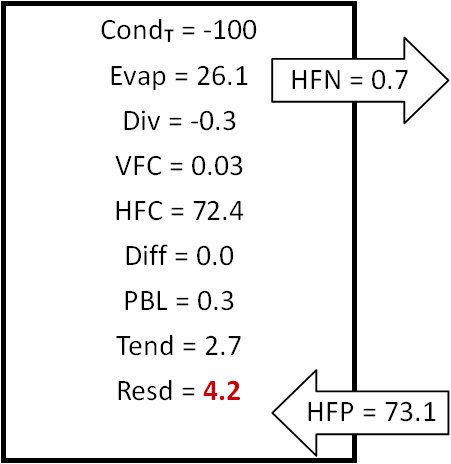 Cond_T = -100
Evap = 26.1
HFN = 0.7
Div = -0.3
VFC = 0.03
HFC = 72.4
Diff = 0.0
PBL = 0.3
Tend = 2.7
Resd = 4.2
HFP = 73.1